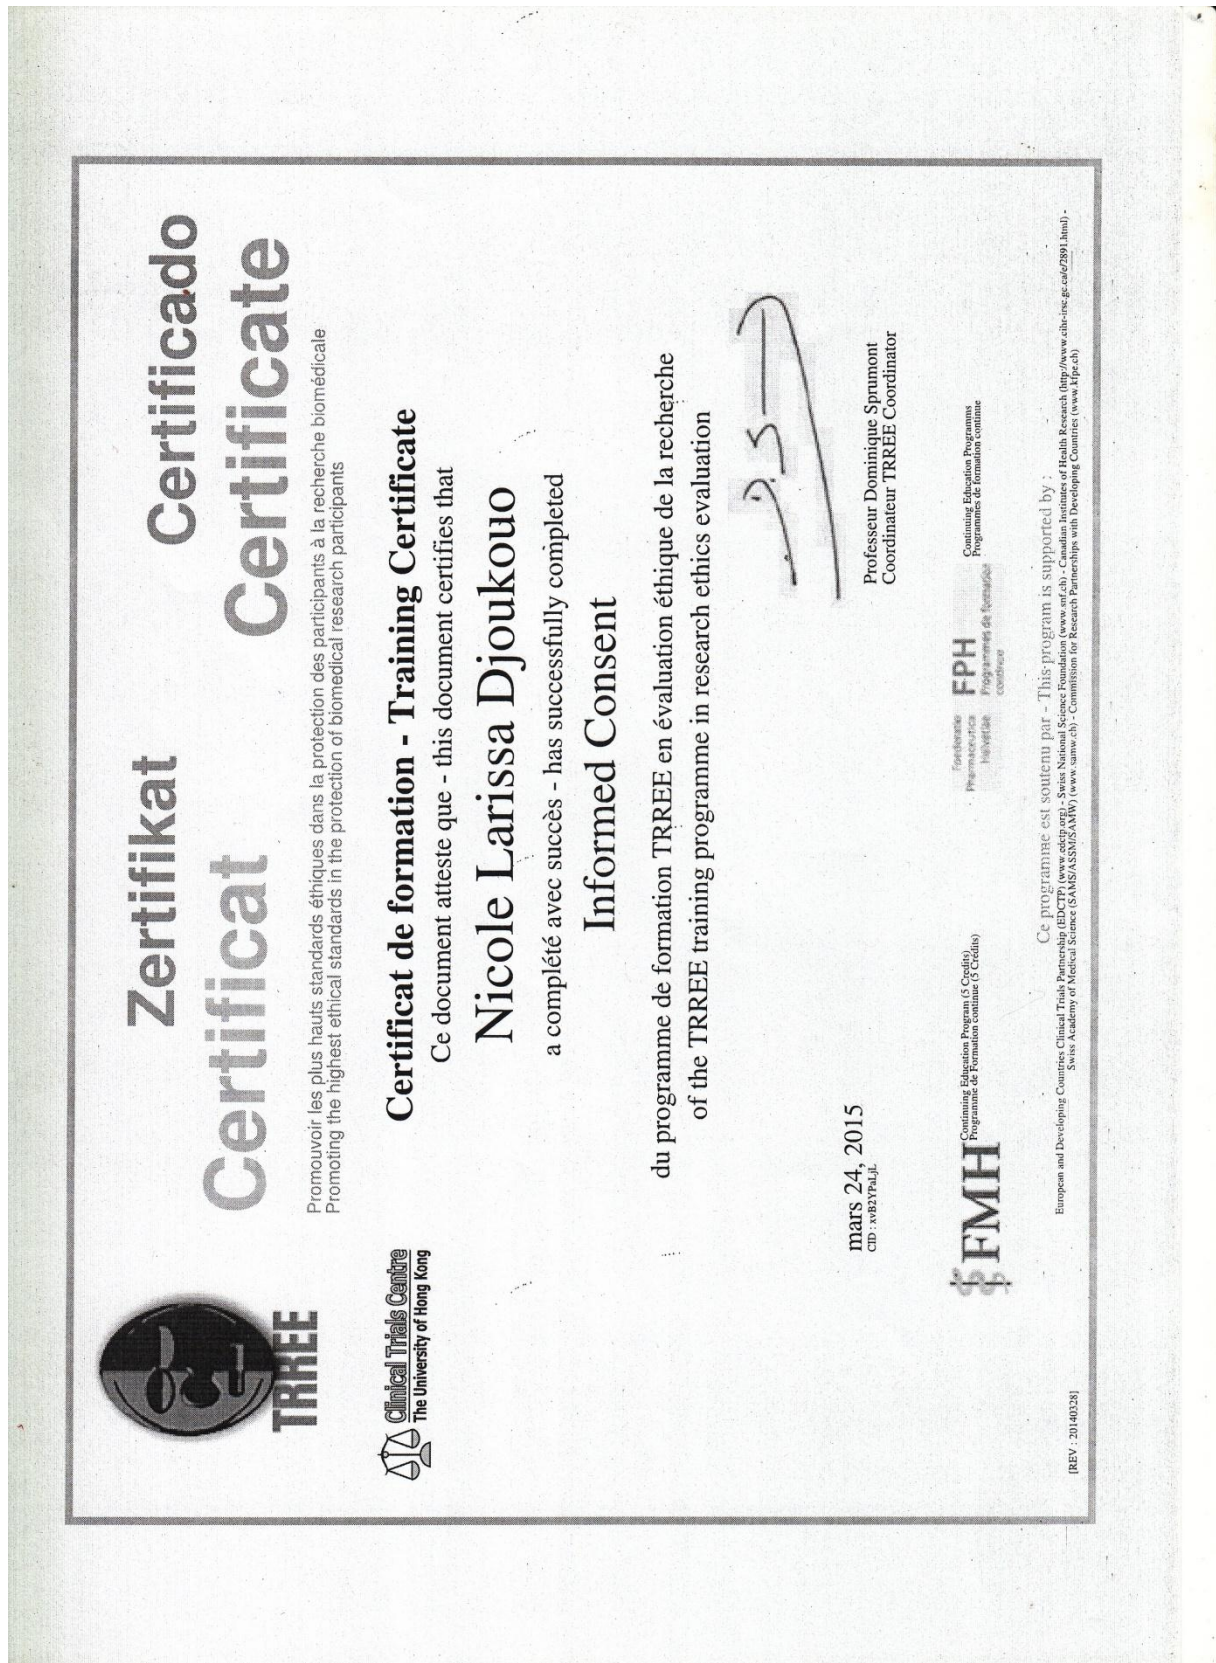 Zertifikat
Certificado
Certificat
Certificate
Promouvoir les plus hauts standards éthiques dans la protection des participants à la recherche biomédicale
Promoting the highest ethical standards in the protection of biomedical research participants
TRREE
Clinical Trials Centre
The University of Hong Kong
Certificat de formation - Training Certificate
Ce document atteste que - this document certifies that
Nicole Larissa Djoukouo
a complété avec succès - has successfully completed
Informed Consent
du programme de formation TRREE en évaluation éthique de la recherche
of the TRREE training programme in research ethics evaluation
mars 24, 2015
CID : xvB2YPaLjL
Professeur Dominique Sprumont
Coordinateur TRREE Coordinator
FMH
Continuing Education Program (5 Credits)
Programme de Formation continue (5 Crédits)
Foederatio
Pharmaceutica
Helvetiae
FPH
Programmes de formation
continue
Continuing Education Programms
Programmes de formation continue
Ce programme est soutenu par - This program is supported by :
European and Developing Countries Clinical Trials Partnership (EDCTP) (www.edctp.org) - Swiss National Science Foundation (www.snf.ch) - Canadian Institutes of Health Research (http://www.cihr-irsc.gc.ca/e/2891.html) -
Swiss Academy of Medical Science (SAMS/ASSM/SAMW) (www.samw.ch) - Commission for Research Partnerships with Developing Countries (www.kfpe.ch)
[REV : 20140328]